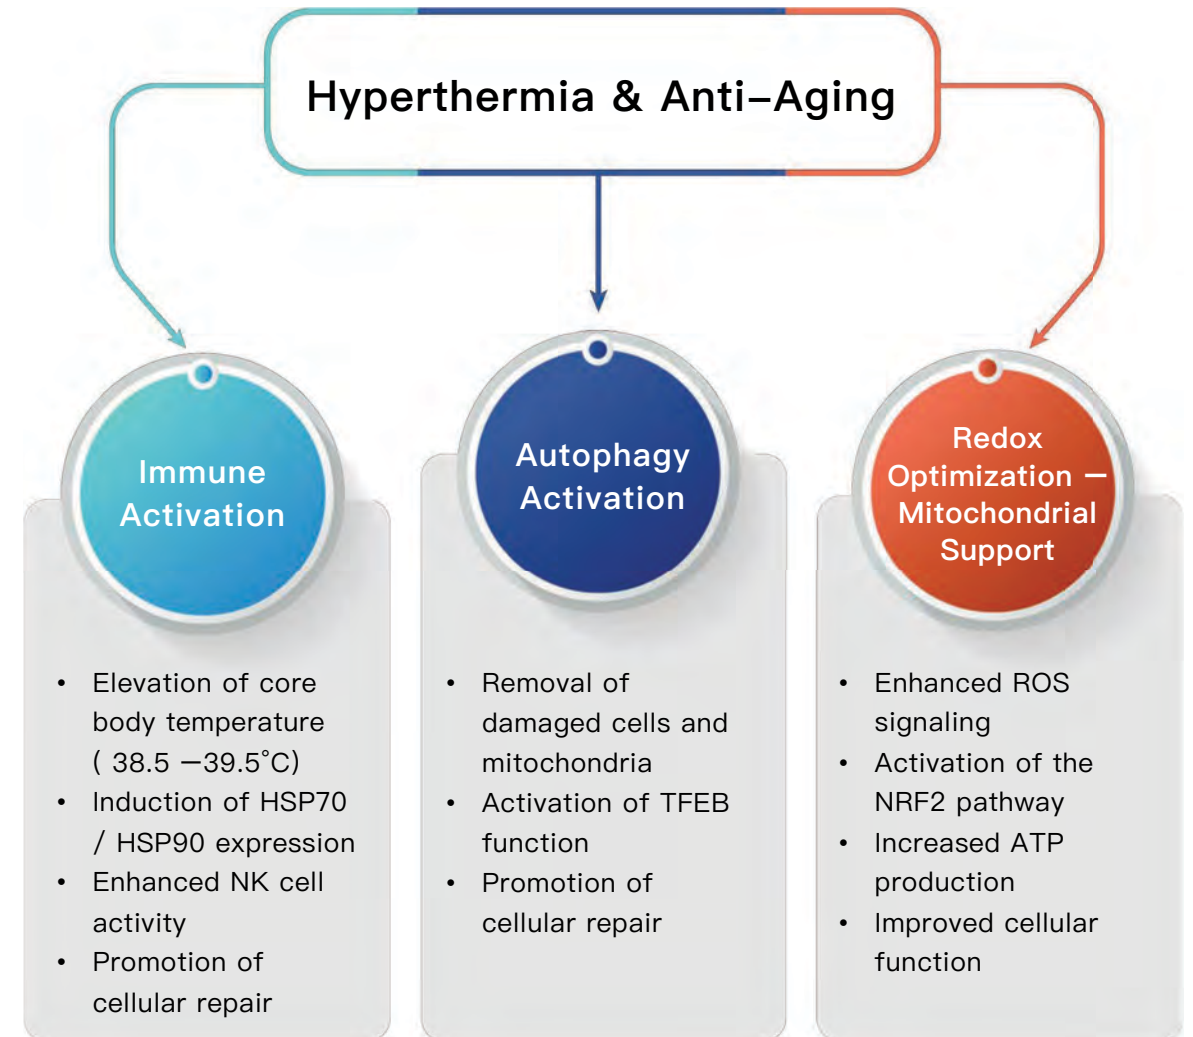 Hyperthermia & Anti–Aging
Immune
Activation
• Elevation of core
body temperature
( 38.5 –39.5°C)
• Induction of HSP70
/ HSP90 expression
• Enhanced NK cell
activity
• Promotion of
cellular repair
Autophagy
Activation
• Removal of
damaged cells and
mitochondria
• Activation of TFEB
function
• Promotion of
cellular repair
Redox
Optimization –
Mitochondrial
Support
• Enhanced ROS
signaling
• Activation of the
NRF2 pathway
• Increased ATP
production
• Improved cellular
function